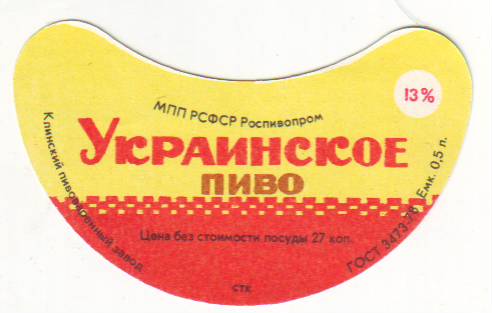 МПП РСФСР Роспивопром
13%
УКРАИНСКОЕ
ПИВО
Клинский пивоваренный завод
Цена без стоимости посуды 27 коп.
ГОСТ 3473-78 Емк. 0,5 л.
СТК